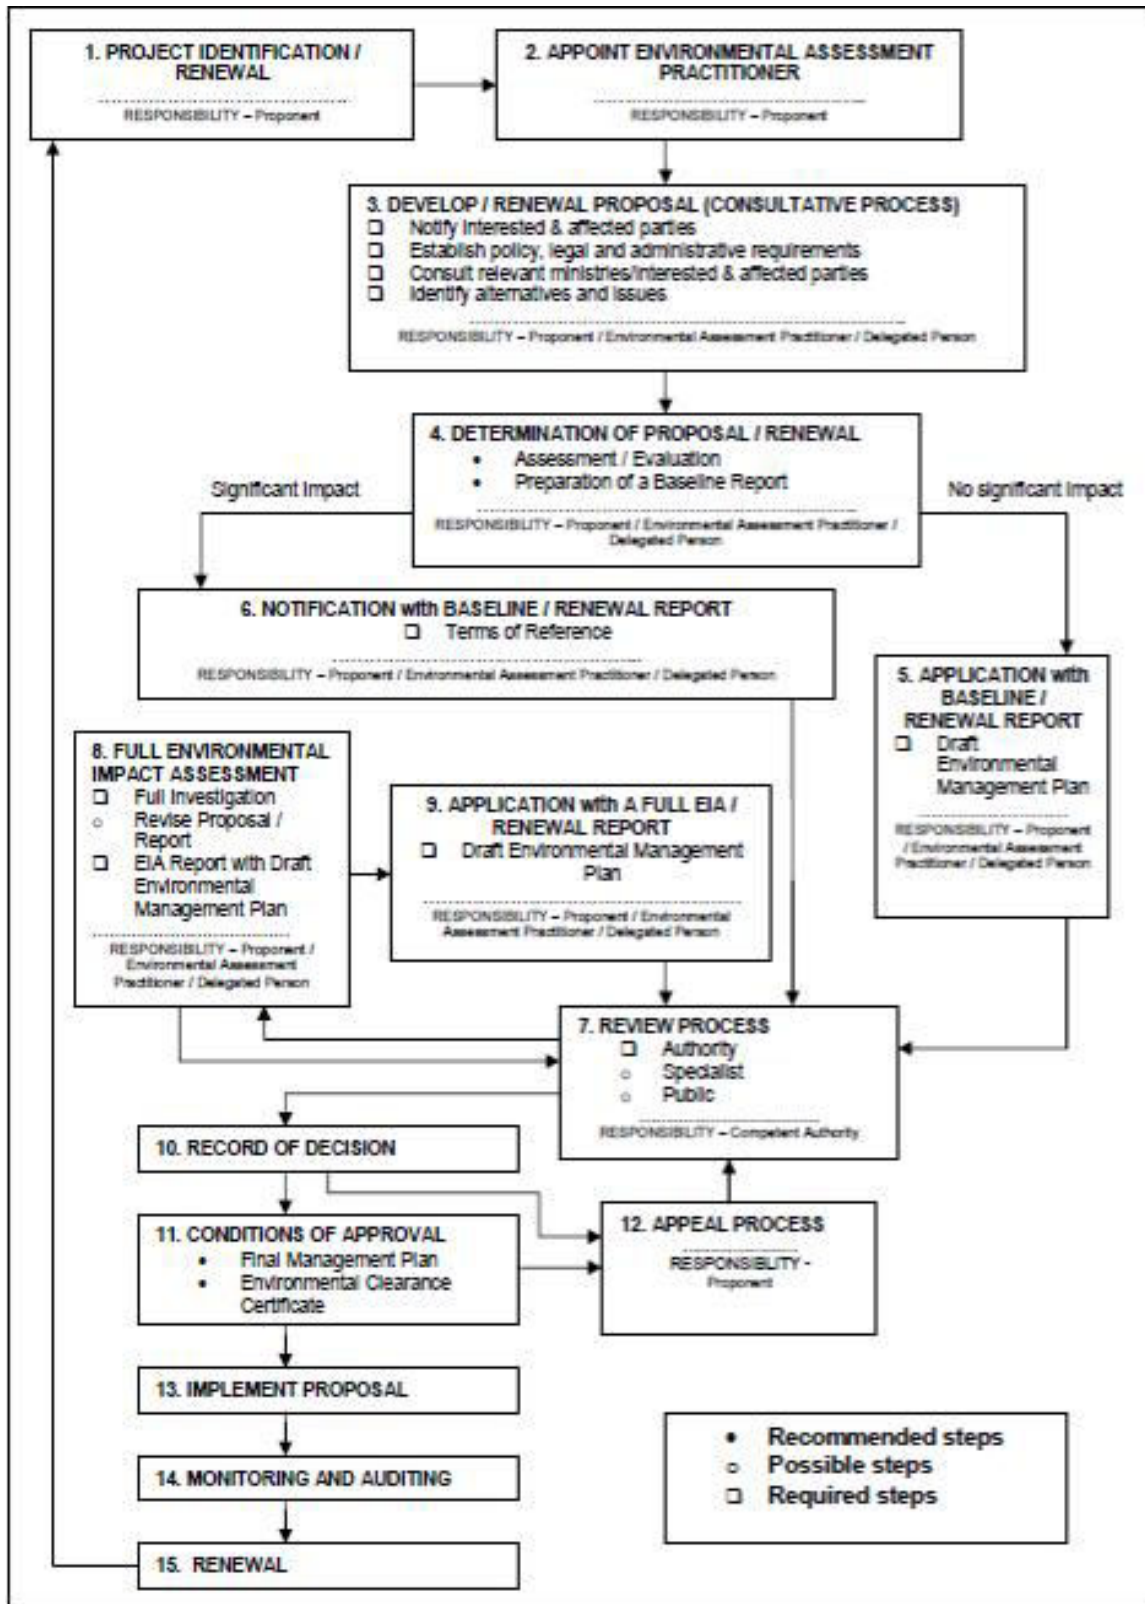 1. PROJECT IDENTIFICATION /
RENEWAL
RESPONSIBILITY – Proponent
2. APPOINT ENVIRONMENTAL ASSESSMENT
PRACTITIONER
RESPONSIBILITY – Proponent
3. DEVELOP / RENEWAL PROPOSAL (CONSULTATIVE PROCESS)
❑ Notify interested & affected parties
❑ Establish policy, legal and administrative requirements
❑ Consult relevant ministries/interested & affected parties
❑ Identify alternatives and issues
RESPONSIBILITY – Proponent / Environmental Assessment Practitioner / Delegated Person
4. DETERMINATION OF PROPOSAL / RENEWAL
• Assessment / Evaluation
• Preparation of a Baseline Report
RESPONSIBILITY – Proponent / Environmental Assessment Practitioner /
Delegated Person
Significant Impact
No significant impact
6. NOTIFICATION with BASELINE / RENEWAL REPORT
❑ Terms of Reference
RESPONSIBILITY – Proponent / Environmental Assessment Practitioner / Delegated Person
5. APPLICATION with
BASELINE /
RENEWAL REPORT
❑ Draft
Environmental
Management Plan
RESPONSIBILITY – Proponent
/ Environmental Assessment
Practitioner / Delegated Person
8. FULL ENVIRONMENTAL
IMPACT ASSESSMENT
❑ Full Investigation
○ Revise Proposal /
Report
❑ EIA Report with Draft
Environmental
Management Plan
RESPONSIBILITY – Proponent /
Environmental Assessment
Practitioner / Delegated Person
9. APPLICATION with A FULL EIA /
RENEWAL REPORT
❑ Draft Environmental Management
Plan
RESPONSIBILITY – Proponent / Environmental
Assessment Practitioner / Delegated Person
7. REVIEW PROCESS
❑ Authority
○ Specialist
○ Public
RESPONSIBILITY – Competent Authority
10. RECORD OF DECISION
11. CONDITIONS OF APPROVAL
• Final Management Plan
• Environmental Clearance
Certificate
12. APPEAL PROCESS
RESPONSIBLITY -
Proponent
13. IMPLEMENT PROPOSAL
14. MONITORING AND AUDITING
15. RENEWAL
• Recommended steps
○ Possible steps
❑ Required steps